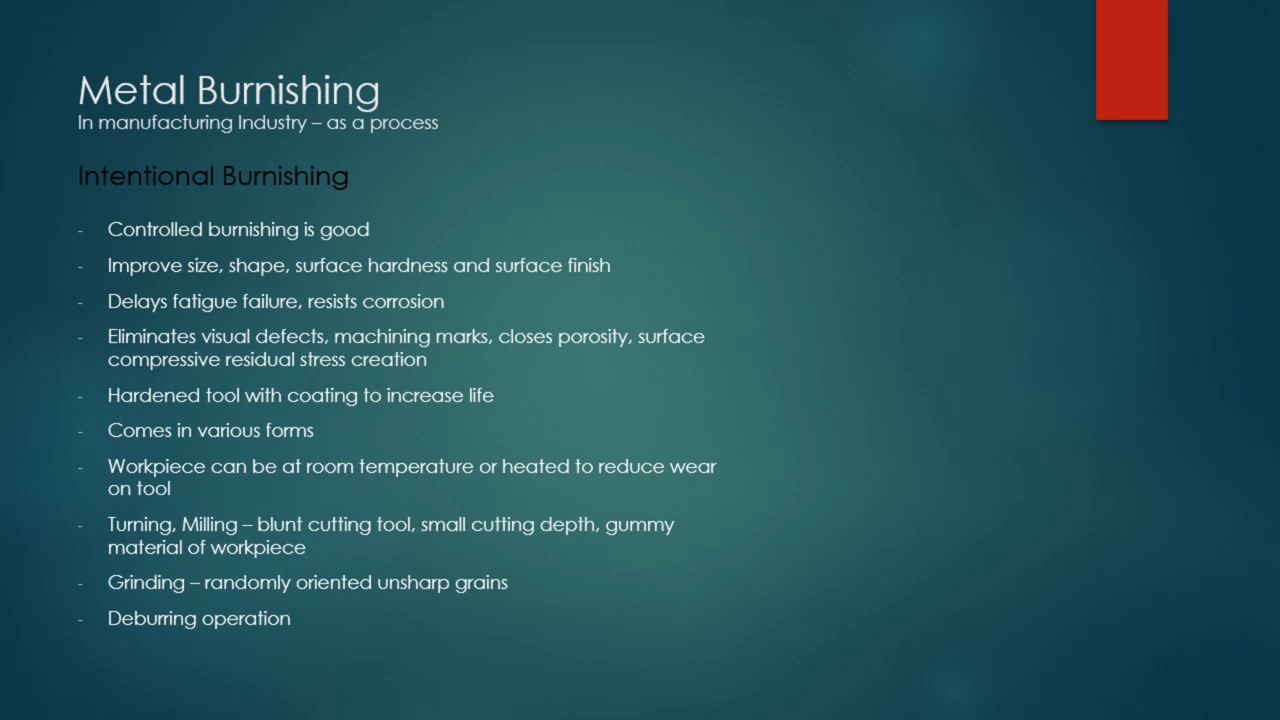 Metal Burnishing
In manufacturing Industry – as a process
Intentional Burnishing
- Controlled burnishing is good
- Improve size, shape, surface hardness and surface finish
- Delays fatigue failure, resists corrosion
- Eliminates visual defects, machining marks, closes porosity, surface
compressive residual stress creation
- Hardened tool with coating to increase life
- Comes in various forms
- Workpiece can be at room temperature or heated to reduce wear
on tool
- Turning, Milling – blunt cutting tool, small cutting depth, gummy
material of workpiece
- Grinding – randomly oriented unsharp grains
- Deburring operation